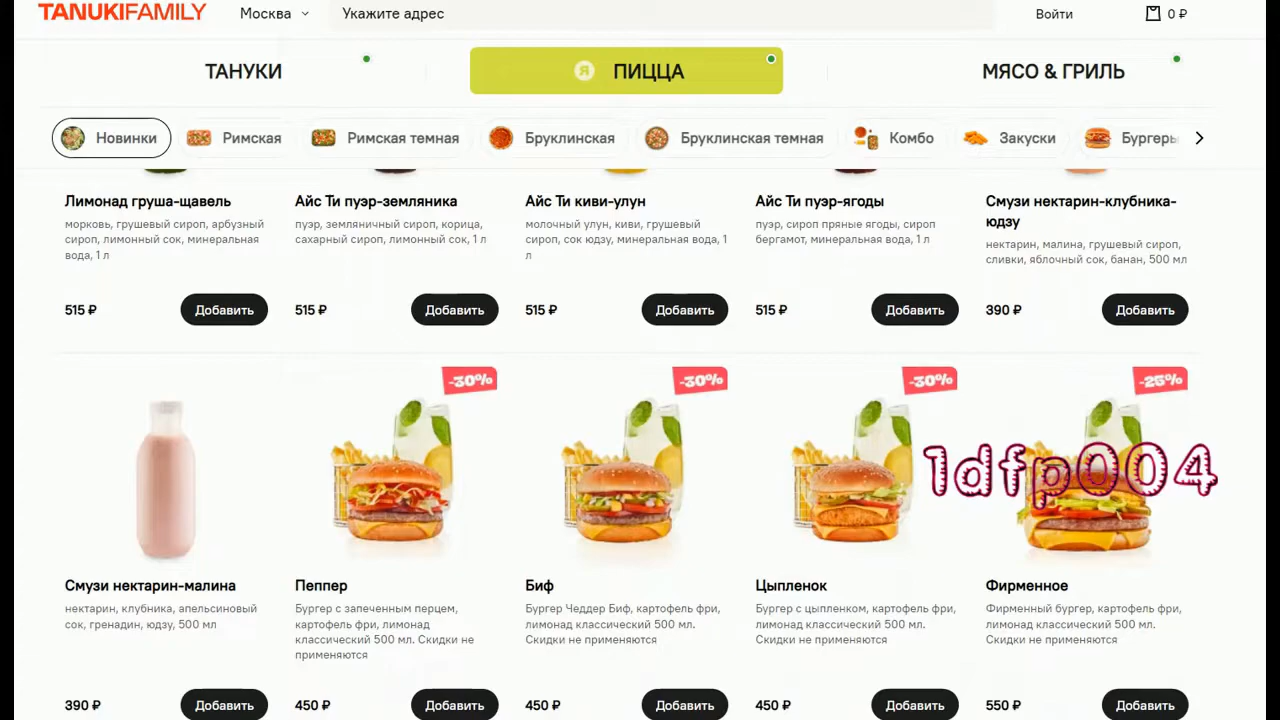 TANUKIFAMILY
Москва
Укажите адрес
Войти
0 ₽
ТАНУКИ
Я ПИЦЦА
МЯСО & ГРИЛЬ
Новинки
Римская
Римская темная
Бруклинская
Бруклинская темная
Комбо
Закуски
Бургеры
Лимонад груша-щавель
морковь, грушевый сироп, арбузный
сироп, лимонный сок, минеральная
вода, 1 л
515 ₽
Добавить
Айс Ти пуэр-земляника
пуэр, земляничный сироп, корица,
сахарный сироп, лимонный сок, 1 л
515 ₽
Добавить
Айс Ти киви-улун
молочный улун, киви, грушевый
сироп, сок юдзу, минеральная вода, 1
л
515 ₽
Добавить
Айс Ти пуэр-ягоды
пуэр, сироп пряные ягоды, сироп
бергамот, минеральная вода, 1 л
515 ₽
Добавить
Смузи нектарин-клубника-
юдзу
нектарин, малина, грушевый сироп,
сливки, яблочный сок, банан, 500 мл
390 ₽
Добавить
Смузи нектарин-малина
нектарин, клубника, апельсиновый
сок, гренадин, юдзу, 500 мл
390 ₽
Добавить
-30%
Пеппер
Бургер с запеченным перцем,
картофель фри, лимонад
классический 500 мл. Скидки не
применяются
450 ₽
Добавить
-30%
Биф
Бургер Чеддер Биф, картофель фри,
лимонад классический 500 мл.
Скидки не применяются
450 ₽
Добавить
-30%
Цыпленок
Бургер с цыпленком, картофель фри,
лимонад классический 500 мл.
Скидки не применяются
450 ₽
Добавить
-25%
1dfp004
Фирменное
Фирменный бургер, картофель фри,
лимонад классический 500 мл.
Скидки не применяются
550 ₽
Добавить